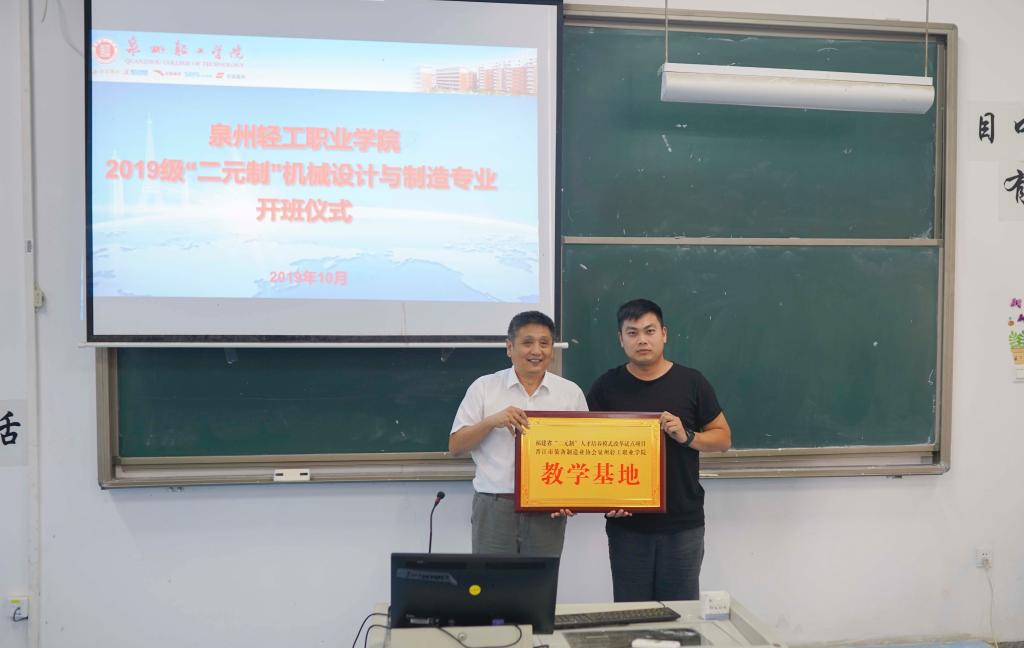 泉州轻工学院
QUANZHOU COLLEGE OF TECHNOLOGY
泉州轻工职业学院
2019级“二元制”机械设计与制造专业
开班仪式
2019年10月
目口
有
活
福建省“二元制”人才培养模式改革试点项目
晋江市装备制造业协会泉州轻工职业学院
教学基地